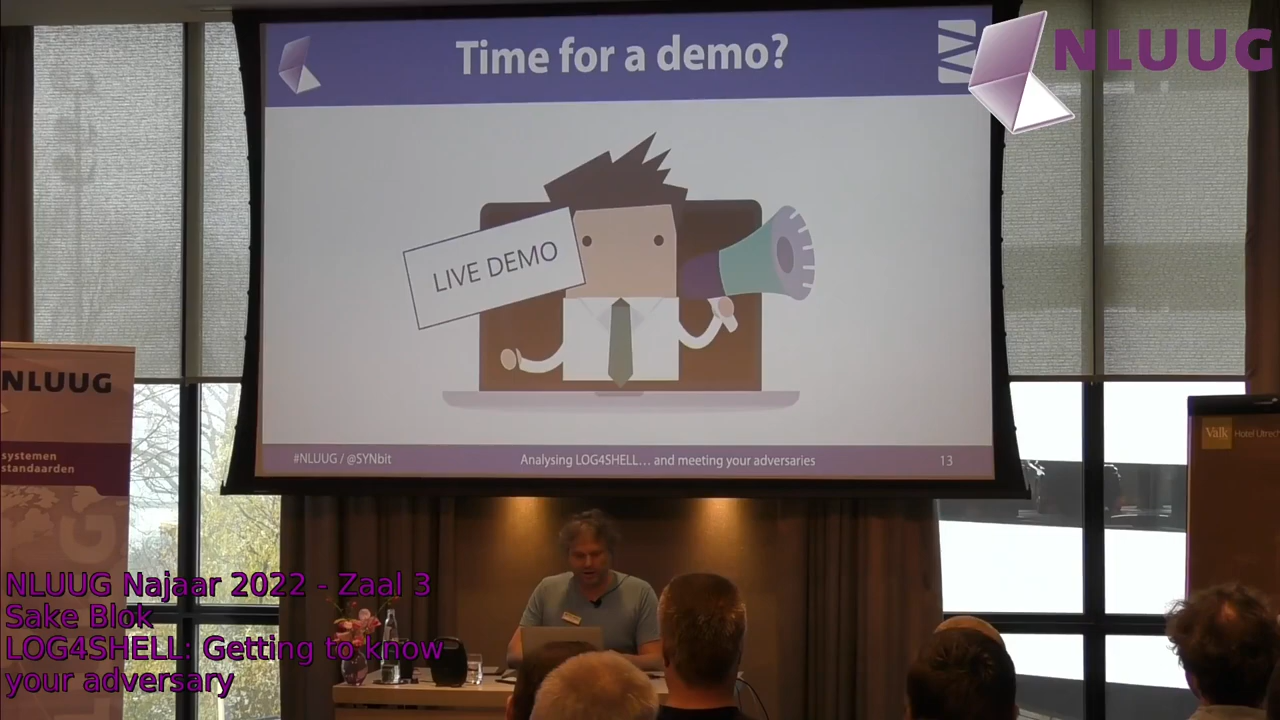 Time for a demo?
NLUUG
LIVE DEMO
#NLUUG / @SYNbit
Analysing LOG4SHELL... and meeting your adversaries
13
NLUUG
systemen
standaarden
Valk
NLUUG Najaar 2022 - Zaal 3
Sake Blok
LOG4SHELL: Getting to know
your adversary